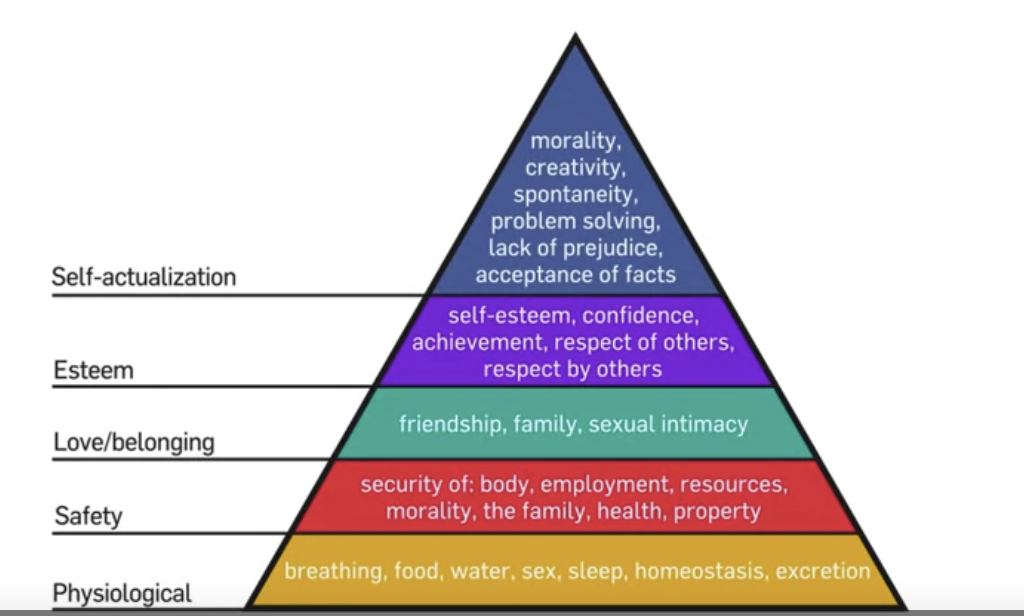 morality,
creativity,
spontaneity,
problem solving,
lack of prejudice,
acceptance of facts
Self-actualization
self-esteem, confidence,
achievement, respect of others,
respect by others
Esteem
friendship, family, sexual intimacy
Love/belonging
security of: body, employment, resources,
morality, the family, health, property
Safety
breathing, food, water, sex, sleep, homeostasis, excretion
Physiological